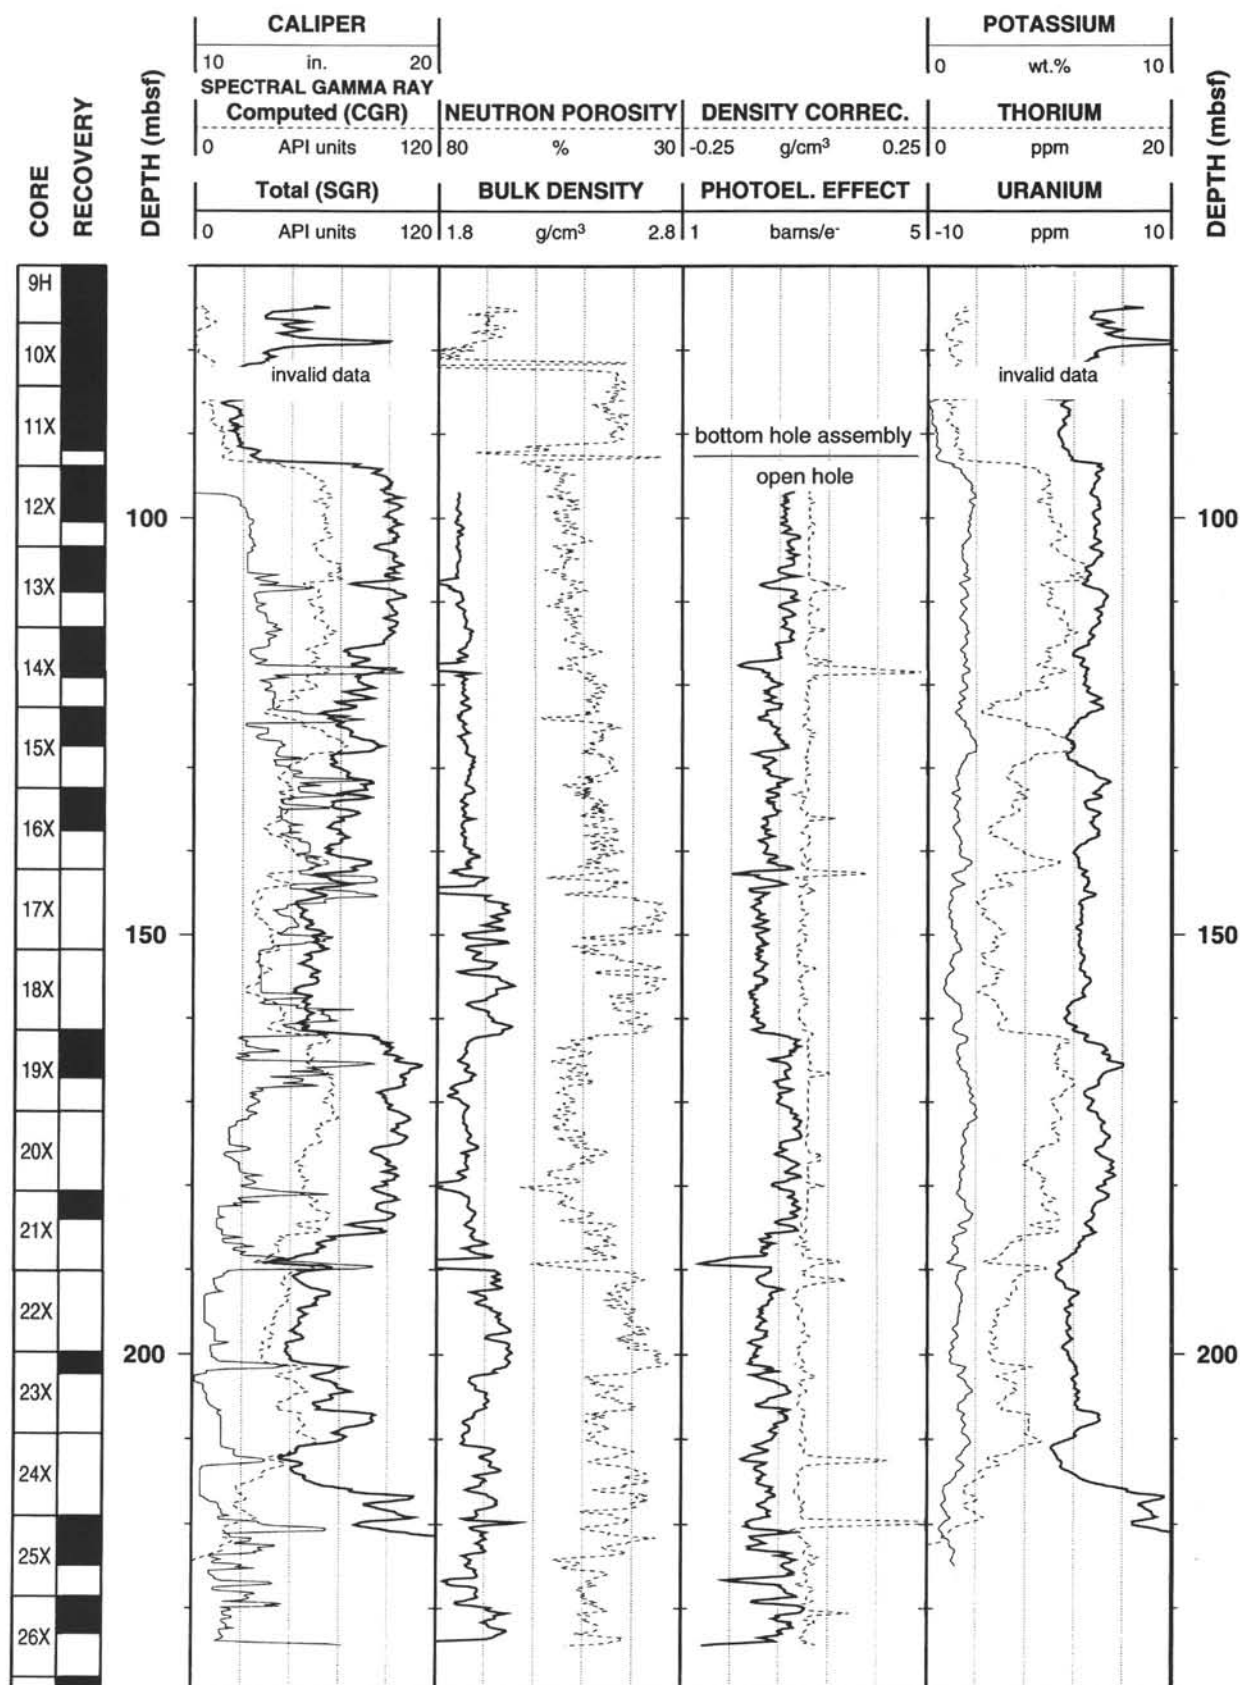 CALIPER POTASSIUM
10 in. 20 0 wt.% 10
SPECTRAL GAMMA RAY
Computed (CGR) NEUTRON POROSITY DENSITY CORREC. THORIUM
0 API units 120 80 % 30 -0.25 g/cm³ 0.25 0 ppm 20
Total (SGR) BULK DENSITY PHOTOEL. EFFECT URANIUM
0 API units 120 1.8 g/cm³ 2.8 1 barns/e⁻ 5 -10 ppm 10
CORE
RECOVERY
DEPTH (mbsf)
DEPTH (mbsf)
9H
10X
invalid data invalid data
11X
bottom hole assembly
open hole
12X
100 100
13X
14X
15X
16X
17X
150 150
18X
19X
20X
21X
22X
200 200
23X
24X
25X
26X